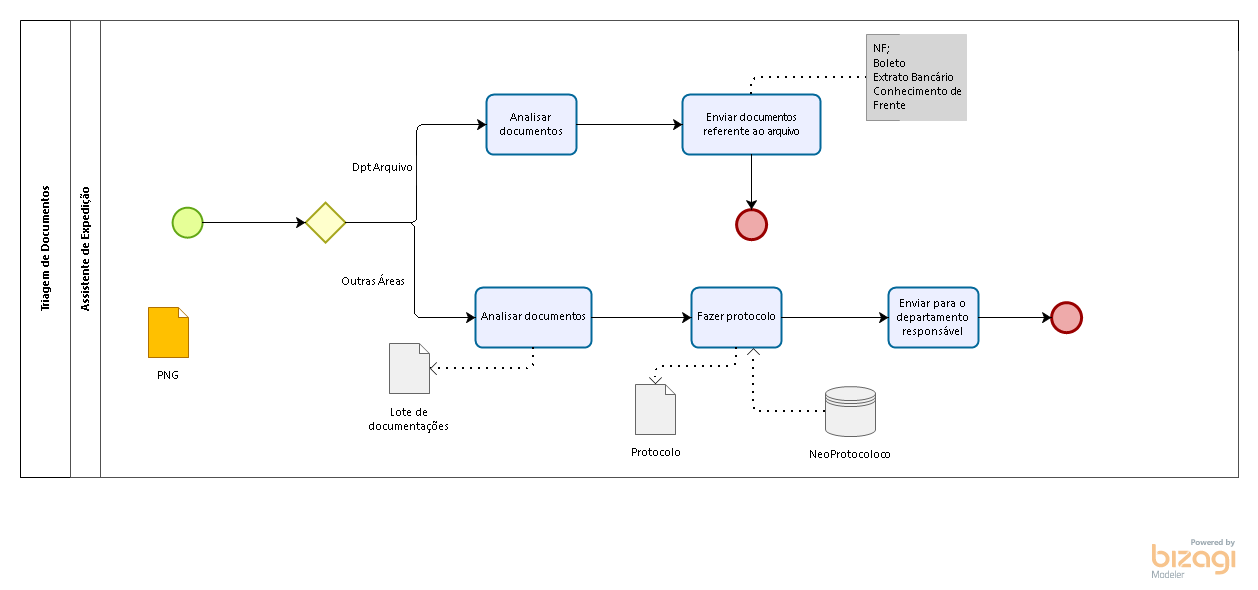 Triagem de Documentos
Assistente de Expedição
NF;
Boleto
Extrato Bancário
Conhecimento de
Frente
Analisar
documentos
Enviar documentos
referente ao arquivo
Dpt Arquivo
Outras Áreas
Analisar documentos
Fazer protocolo
Enviar para o
departamento
responsável
PNG
Lote de
documentações
Protocolo
NeoProtocoloco
Powered by
bizagi
Modeler